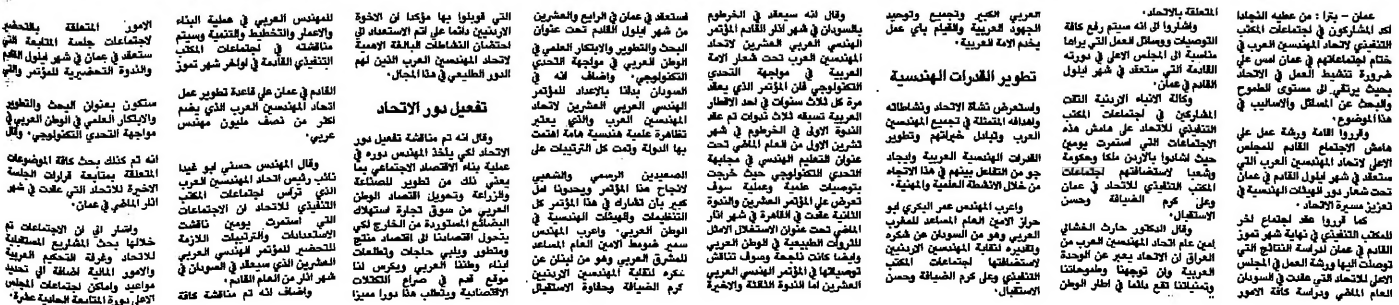 عمان – بترا : من عطيه النجادا
اكد المشاركون في اجتماعات المكتب
التنفيذي لاتحاد المهندسين العرب في
ختام اجتماعاتهم في عمان امس على
ضرورة تنشيط العمل في الاتحاد
بحيث يرتقي الى مستوى الطموح
والبحث عن المسائل والاساليب في
هذا الموضوع.
وقرروا اقامة ورشة عمل على
هامش الاجتماع القادم للمجلس
الاعلى لاتحاد المهندسين العرب التي
ستعقد في شهر ايلول القادم في عمان
تحت شعار دور الهيئات الهندسية في
تعزيز مسيرة الاتحاد.
كما قرروا عقد اجتماع اخر
للمكتب التنفيذي في نهاية شهر تموز
القادم في عمان لدراسة النتائج التي
توصلت اليها ورشة العمل في المجلس
الاعلى للاتحاد التي عقدت في السودان
العام الماضي ودراسة كافة الامور
المتعلقة بالاتحاد.
واشاروا الى انه سيتم رفع كافة
التوصيات ووسائل العمل التي يراها
مناسبة الى المجلس الاعلى في دورته
القادمة التي ستعقد في شهر ايلول
القادم في عمان.
وكالة الانباء الاردنية التقت
المشاركين في اجتماعات المكتب
التنفيذي للاتحاد على هامش هذه
الاجتماعات التي استمرت يومين
حيث اشادوا بالاردن ملكا وحكومة
وشعبا لاستضافتهم اجتماعات
المكتب التنفيذي للاتحاد في عمان
وعلى كرم الضيافة وحسن
الاستقبال.
وقال الدكتور حارث الخشالي
امين عام اتحاد المهندسين العرب من
العراق ان الاتحاد يعبر عن الوحدة
العربية وان توجهنا وطموحاتنا
وتمنياتنا تقع دائما في اطار الوطن
العربي الكبير وتجميع وتوحيد
الجهود العربية والقيام باي عمل
يخدم الامة العربية.
تطوير القدرات الهندسية
واستعرض نشأة الاتحاد ونشاطاته
واهدافه المتمثلة في تجميع المهندسين
العرب وتبادل خبراتهم وتطوير
القدرات الهندسية العربية وايجاد
جو من التفاعل بينهم في هذا الاتجاه
من خلال الانشطة العلمية والمهنية.
واعرب المهندس عمر البكري ابو
حراز الامين العام المساعد للمغرب
العربي وهو من السودان عن شكره
وتقديره لنقابة المهندسين الاردنيين
لاستضافتها اجتماعات المكتب
التنفيذي وعلى كرم الضيافة وحسن
الاستقبال.
وقال انه سيعقد في الخرطوم
بالسودان في شهر اذار القادم المؤتمر
الهندسي العربي العشرين لاتحاد
المهندسين العرب تحت شعار الامة
العربية في مواجهة التحدي
التكنولوجي فان المؤتمر الذي يعقد
مرة كل ثلاث سنوات في احد الاقطار
العربية تسبقه ثلاث ندوات تم عقد
الندوة الاولى في الخرطوم في شهر
تشرين الاول من العام الماضي تحت
عنوان التعليم الهندسي في مجابهة
التحدي التكنولوجي حيث خرجت
بتوصيات علمية وعملية سوف
تعرض على المؤتمر العشرين والندوة
الثانية عقدت في القاهرة في شهر اذار
الماضي تحت عنوان الاستغلال الامثل
للثروات الطبيعية في الوطن العربي
وايضا كانت ناجحة وسوف تناقش
توصياتها في المؤتمر الهندسي العربي
العشرين اما الندوة الثالثة والاخيرة
فستعقد في عمان في الرابع والعشرين
من شهر ايلول القادم تحت عنوان
البحث والتطوير والابتكار العلمي في
الوطن العربي في مواجهة التحدي
التكنولوجي. واضاف انه في
السودان بدأنا بالاعداد للمؤتمر
الهندسي العربي العشرين لاتحاد
المهندسين العرب والذي يعتبر
تظاهرة علمية هندسية هامة اهتمت
بها الدولة وتمت كل الترتيبات على
الصعيدين الرسمي والشعبي
لانجاح هذا المؤتمر ويحدونا امل
كبير بان تشارك في هذا المؤتمر كل
التنظيمات والهيئات الهندسية في
الوطن العربي. واعرب المهندس
سمير ضومط الامين العام المساعد
للمشرق العربي وهو من لبنان عن
شكره لنقابة المهندسين الاردنيين
كرم الضيافة وحفاوة الاستقبال
التي قوبلوا بها مؤكدا ان الاخوة
الاردنيين دائما على تم الاستعداد الى
احتضان النشاطات البالغة الاهمية
لاتحاد المهندسين العرب الذين لهم
الدور الطليعي في هذا المجال.
تفعيل دور الاتحاد
وقال انه تم مناقشة تفعيل دور
الاتحاد لكي يأخذ المهندس دوره في
عملية بناء الاقتصاد الاجتماعي بما
يعني ذلك من تطوير للصناعة
والزراعة وتحويل اقتصاد الوطن
العربي من سوق تجارة استهلاك
البضائع المستوردة من الخارج لكي
يتحول اقتصادنا الى اقتصاد منتج
ومتطور ويلبي حاجات وتطلعات
ابناء وطننا العربي ويكرس لنا
موقع قدم في صراع التكتلات
الاقتصادية ويتطلب هذا دورا مميزا
للمهندس العربي في عملية البناء
والاعمار والتخطيط والتنمية وسيتم
مناقشته في اجتماعات المكتب
التنفيذي القادمة في اواخر شهر تموز
القادم في عمان على قاعدة تطوير عمل
اتحاد المهندسين العرب الذي يضم
اكثر من نصف مليون مهندس
عربي.
وقال المهندس حسني ابو غيدا
نائب رئيس اتحاد المهندسين العرب
الذي ترأس اجتماعات المكتب
التنفيذي للاتحاد ان الاجتماعات
التي استمرت يومين ناقشت
الاستعدادات والترتيبات اللازمة
للتحضير للمؤتمر الهندسي العربي
العشرين الذي سيعقد في السودان في
شهر اذار من العام القادم.
واضاف انه تم مناقشة كافة
الامور المتعلقة بالتحضير
لاجتماعات جلسة المتابعة التي
ستعقد في عمان في شهر ايلول القادم
والندوة التحضيرية للمؤتمر والتي
ستكون بعنوان البحث والتطوير
والابتكار العلمي في الوطن العربي في
مواجهة التحدي التكنولوجي. وقال
انه تم كذلك بحث كافة الموضوعات
المتعلقة بمتابعة قرارات الجلسة
الاخيرة للاتحاد التي عقدت في شهر
اذار الماضي في عمان.
واشار الى ان الاجتماعات تم
خلالها بحث المشاريع المستقبلية
للاتحاد وغرفة التحكيم العربية
والامور المالية اضافة الى تحديد
مواعيد واماكن اجتماعات المجلس
الاعلى دورة المتابعة الحادية عشرة.